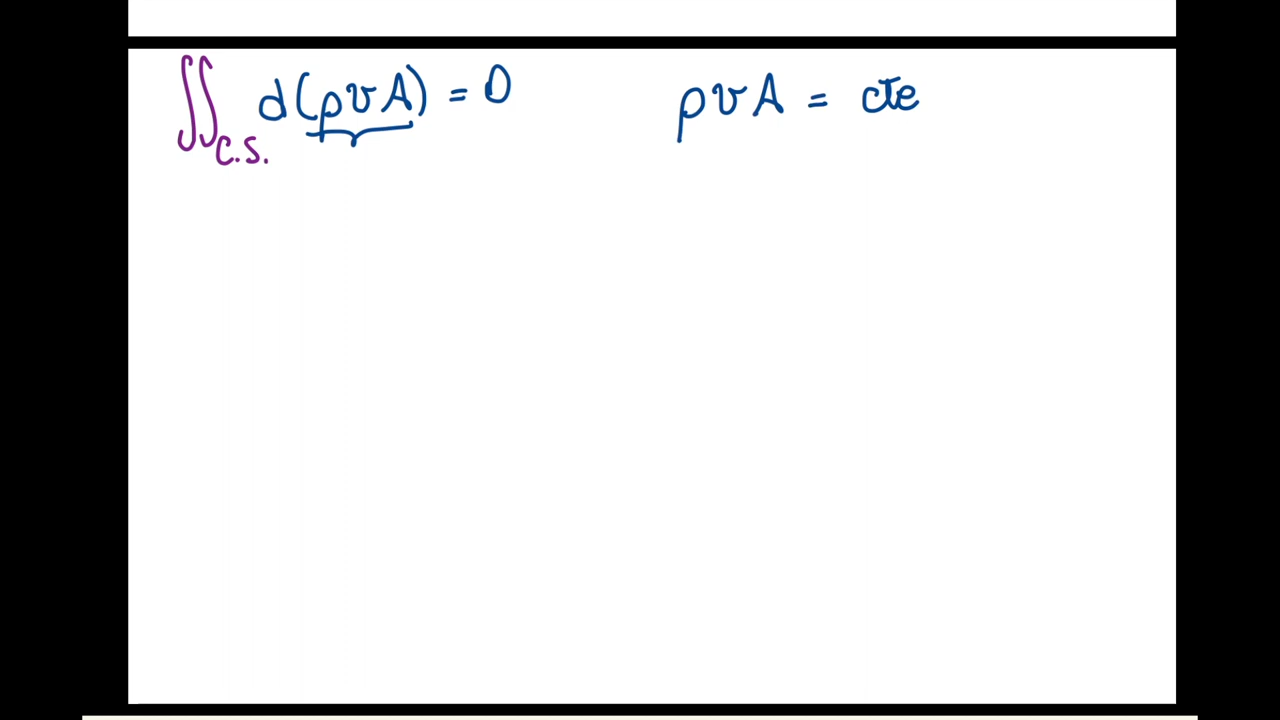 ∬_C.S. d(ρvA) = 0 ρvA = cte